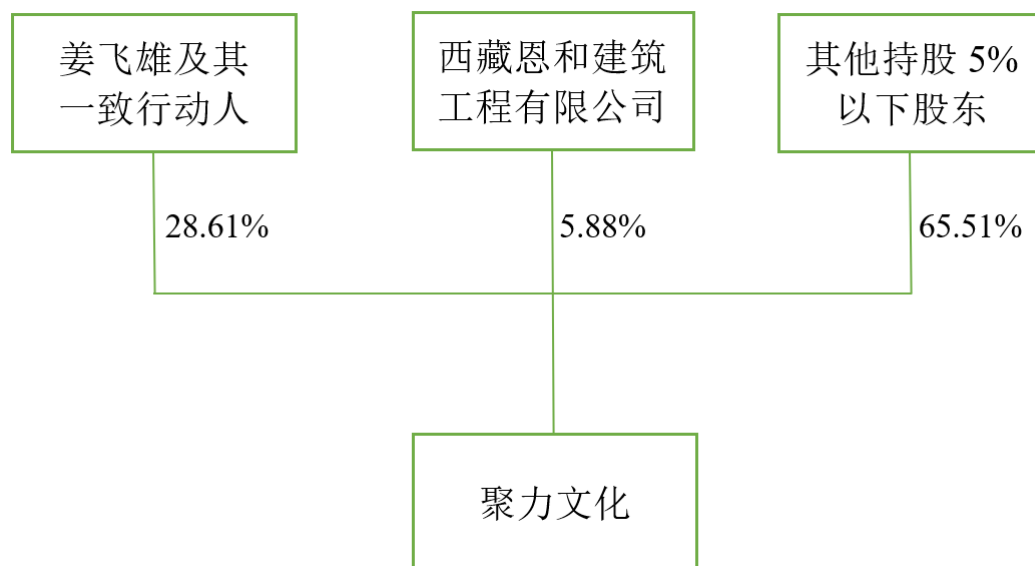 姜飞雄及其
一致行动人
西藏恩和建筑
工程有限公司
其他持股 5%
以下股东
28.61%
5.88%
65.51%
聚力文化